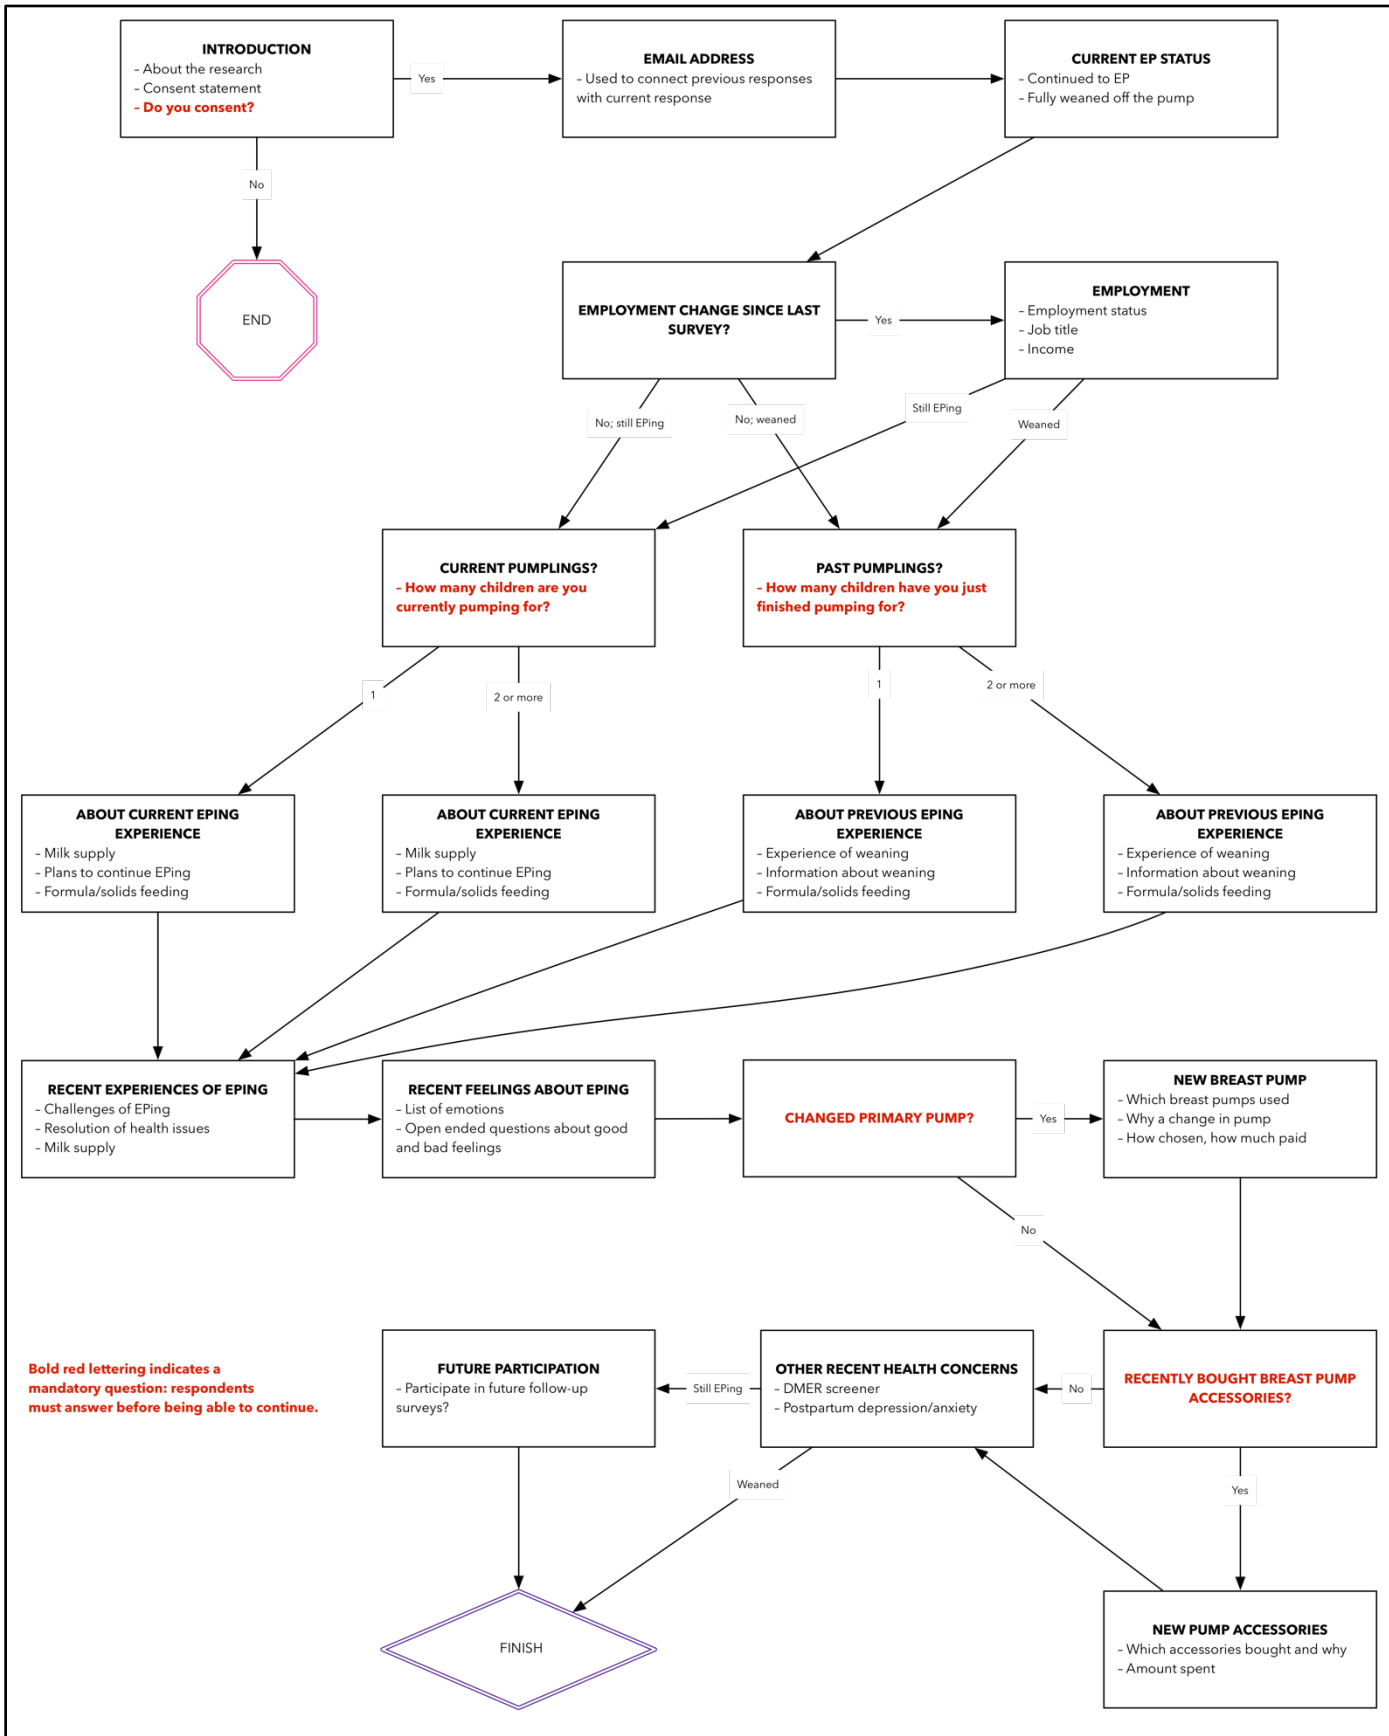 INTRODUCTION
– About the research
– Consent statement
– Do you consent?
Yes
EMAIL ADDRESS
– Used to connect previous responses
with current response
CURRENT EP STATUS
– Continued to EP
– Fully weaned off the pump
No
END
EMPLOYMENT CHANGE SINCE LAST
SURVEY?
Yes
EMPLOYMENT
– Employment status
– Job title
– Income
No; still EPing
No; weaned
Still EPing
Weaned
CURRENT PUMPLINGS?
– How many children are you
currently pumping for?
PAST PUMPLINGS?
– How many children have you just
finished pumping for?
1
2 or more
1
2 or more
ABOUT CURRENT EPING
EXPERIENCE
– Milk supply
– Plans to continue EPing
– Formula/solids feeding
ABOUT CURRENT EPING
EXPERIENCE
– Milk supply
– Plans to continue EPing
– Formula/solids feeding
ABOUT PREVIOUS EPING
EXPERIENCE
– Experience of weaning
– Information about weaning
– Formula/solids feeding
ABOUT PREVIOUS EPING
EXPERIENCE
– Experience of weaning
– Information about weaning
– Formula/solids feeding
RECENT EXPERIENCES OF EPING
– Challenges of EPing
– Resolution of health issues
– Milk supply
RECENT FEELINGS ABOUT EPING
– List of emotions
– Open ended questions about good
and bad feelings
CHANGED PRIMARY PUMP?
Yes
NEW BREAST PUMP
– Which breast pumps used
– Why a change in pump
– How chosen, how much paid
No
Bold red lettering indicates a
mandatory question: respondents
must answer before being able to continue.
FUTURE PARTICIPATION
– Participate in future follow-up
surveys?
Still EPing
OTHER RECENT HEALTH CONCERNS
– DMER screener
– Postpartum depression/anxiety
No
RECENTLY BOUGHT BREAST PUMP
ACCESSORIES?
Weaned
Yes
FINISH
NEW PUMP ACCESSORIES
– Which accessories bought and why
– Amount spent